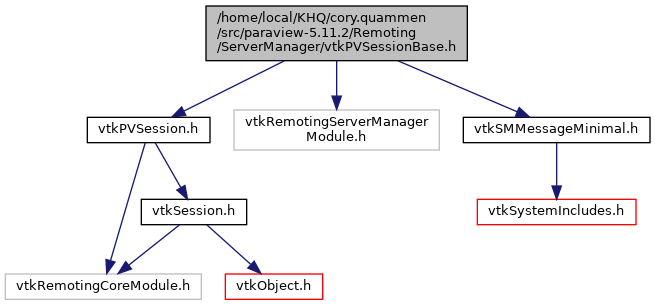 /home/local/KHQ/cory.quammen
/src/paraview-5.11.2/Remoting
/ServerManager/vtkPVSessionBase.h
vtkPVSession.h
vtkRemotingServerManager
Module.h
vtkSMMessageMinimal.h
vtkSession.h
vtkSystemIncludes.h
vtkRemotingCoreModule.h
vtkObject.h